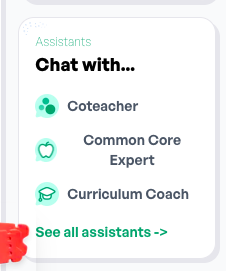 Assistants
Chat with...
Coteacher
Common Core
Expert
Curriculum Coach
See all assistants ->